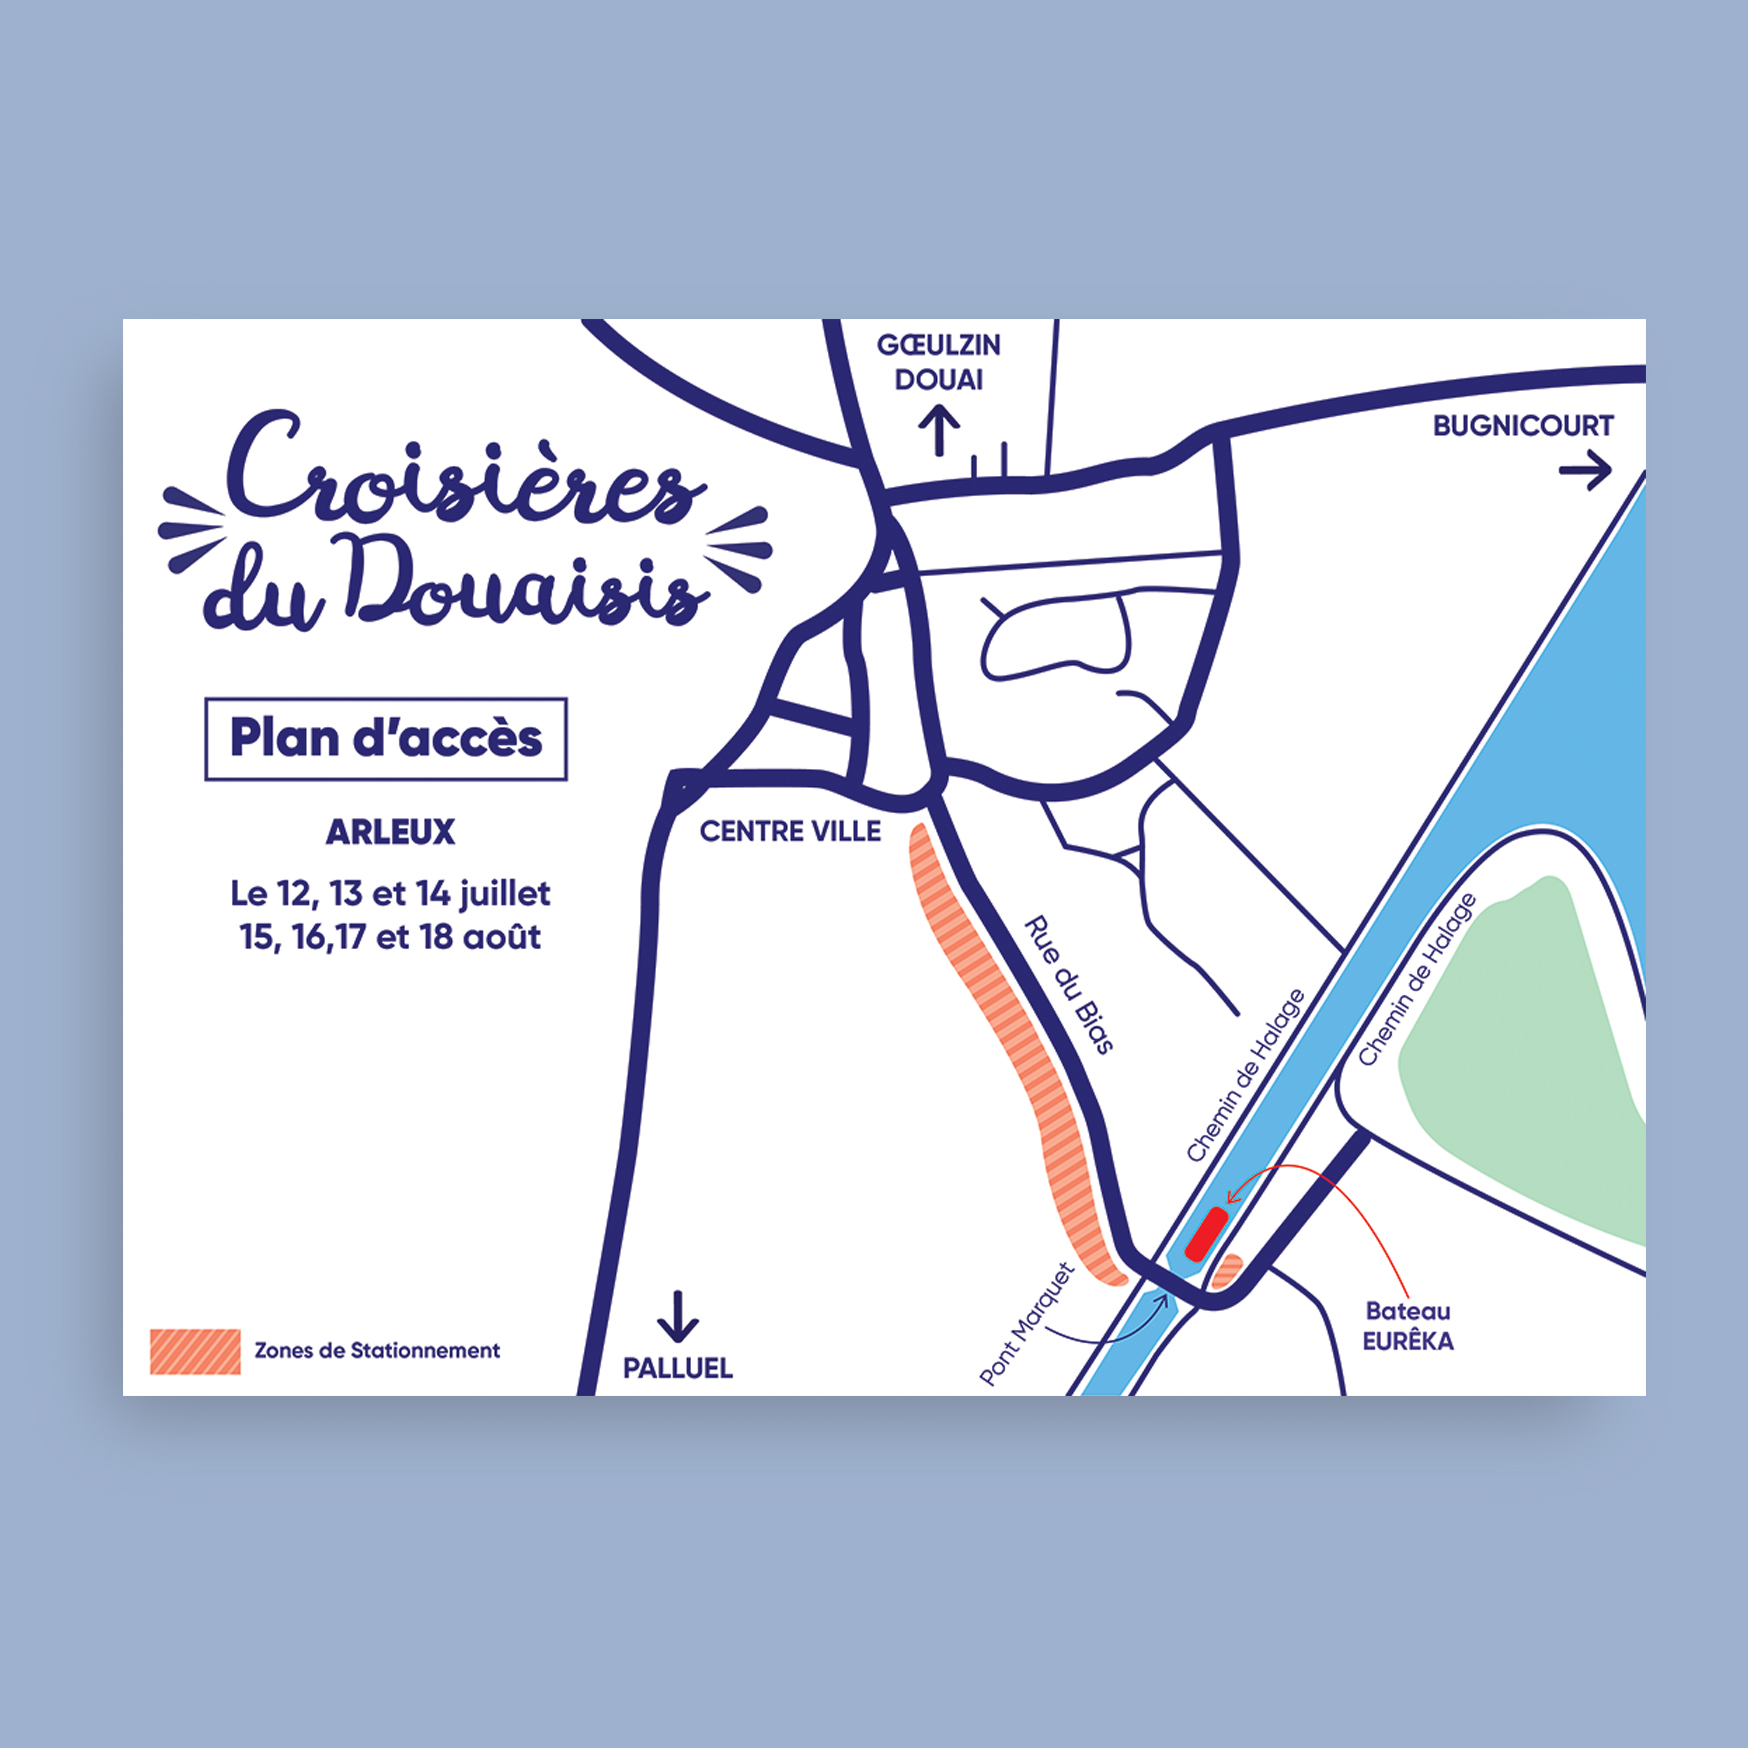 Croisières
du Douaisis
Plan d'accès
ARLEUX
Le 12, 13 et 14 juillet
15, 16,17 et 18 août
Zones de Stationnement
GŒULZIN
DOUAI
BUGNICOURT
CENTRE VILLE
Rue du Bias
Chemin de Halage
Chemin de Halage
Pont Marquet
Bateau
EURÊKA
PALLUEL